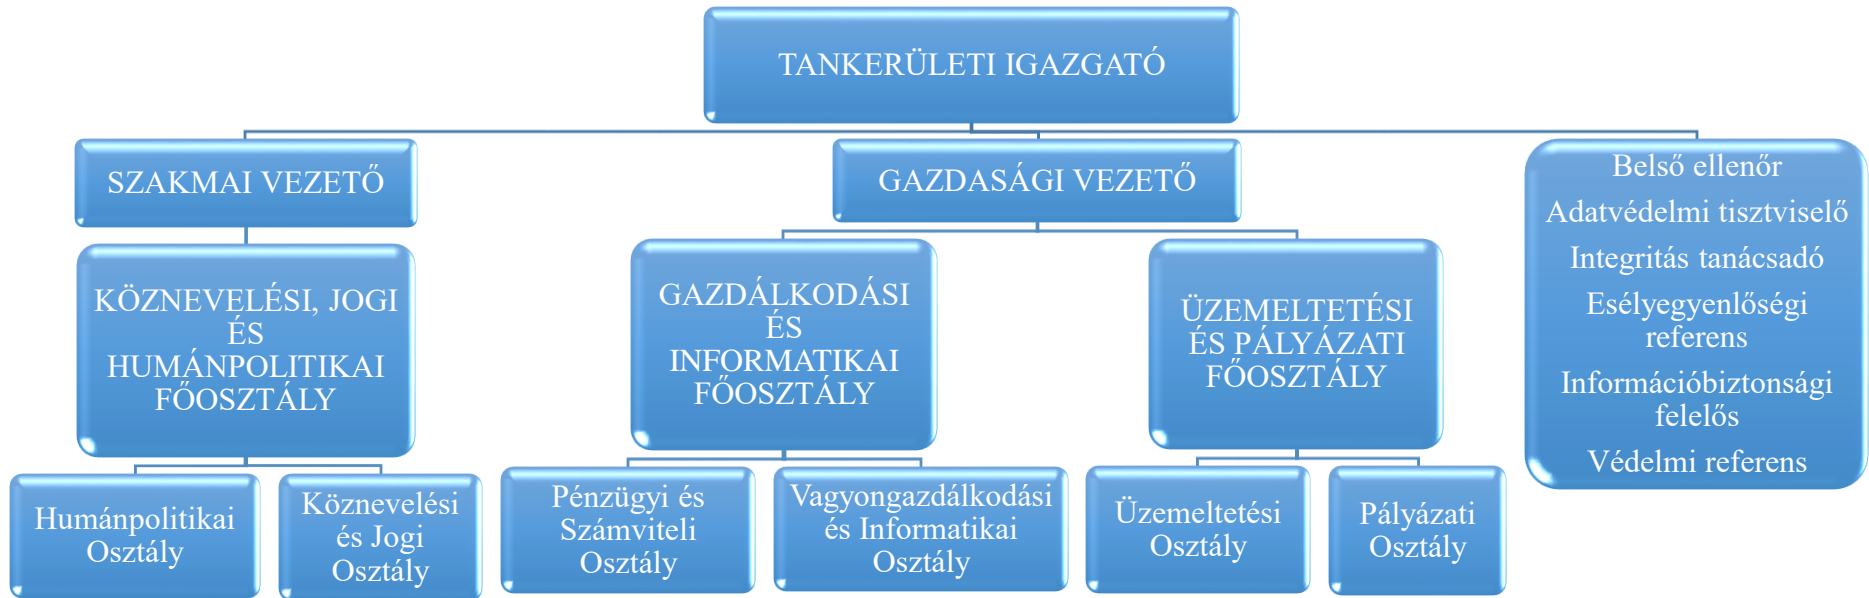 TANKERÜLETI IGAZGATÓ
SZAKMAI VEZETŐ
GAZDASÁGI VEZETŐ
Belső ellenőr
Adatvédelmi tisztviselő
Integritás tanácsadó
Esélyegyenlőségi
referens
Információbiztonsági
felelős
Védelmi referens
KÖZNEVELÉSI, JOGI
ÉS
HUMÁNPOLITIKAI
FŐOSZTÁLY
GAZDÁLKODÁSI
ÉS
INFORMATIKAI
FŐOSZTÁLY
ÜZEMELTETÉSI
ÉS PÁLYÁZATI
FŐOSZTÁLY
Humánpolitikai
Osztály
Köznevelési
és Jogi
Osztály
Pénzügyi és
Számviteli
Osztály
Vagyongazdálkodási
és Informatikai
Osztály
Üzemeltetési
Osztály
Pályázati
Osztály